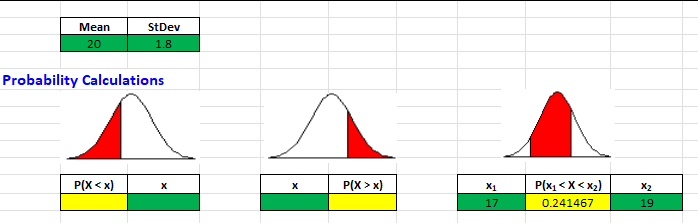 Mean StDev
20 1.8
Probability Calculations
P(X < x) x x P(X > x) x₁ P(x₁ < X < x₂) x₂
17 0.241467 19